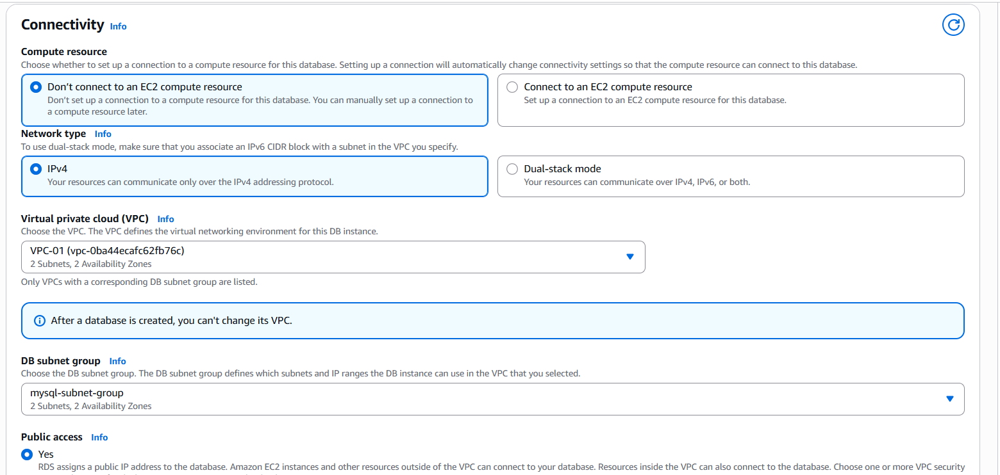 Connectivity Info
Compute resource
Choose whether to set up a connection to a compute resource for this database. Setting up a connection will automatically change connectivity settings so that the compute resource can connect to this database.
Don’t connect to an EC2 compute resource
Don’t set up a connection to a compute resource for this database. You can manually set up a connection to
a compute resource later.
Connect to an EC2 compute resource
Set up a connection to an EC2 compute resource for this database.
Network type Info
To use dual-stack mode, make sure that you associate an IPv6 CIDR block with a subnet in the VPC you specify.
IPv4
Your resources can communicate only over the IPv4 addressing protocol.
Dual-stack mode
Your resources can communicate over IPv4, IPv6, or both.
Virtual private cloud (VPC) Info
Choose the VPC. The VPC defines the virtual networking environment for this DB instance.
VPC-01 (vpc-0ba44ecafc62fb76c)
2 Subnets, 2 Availability Zones
Only VPCs with a corresponding DB subnet group are listed.
After a database is created, you can't change its VPC.
DB subnet group Info
Choose the DB subnet group. The DB subnet group defines which subnets and IP ranges the DB instance can use in the VPC that you selected.
mysql-subnet-group
2 Subnets, 2 Availability Zones
Public access Info
Yes
RDS assigns a public IP address to the database. Amazon EC2 instances and other resources outside of the VPC can connect to your database. Resources inside the VPC can also connect to the database. Choose one or more VPC security